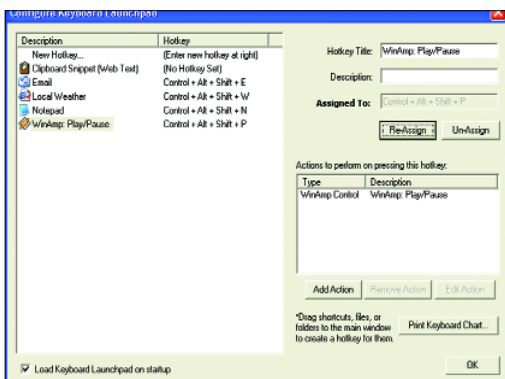 Configure Keyboard Launchpad
Description Hotkey
New Hotkey... (Enter new hotkey at right)
Clipboard Snippet (Web Text) (No Hotkey Set)
Email Control + Alt + Shift + E
Local Weather Control + Alt + Shift + W
Notepad Control + Alt + Shift + N
WinAmp: Play/Pause Control + Alt + Shift + P
Hotkey Title: WinAmp: Play/Pause
Description:
Assigned To: Control + Alt + Shift + P
Re-Assign Un-Assign
Actions to perform on pressing this hotkey:
Type Description
WinAmp Control WinAmp: Play/Pause
Add Action Remove Action Edit Action
*Drag shortcuts, files, or
folders to the main window
to create a hotkey for them.
Print Keyboard Chart...
Load Keyboard Launchpad on startup
OK